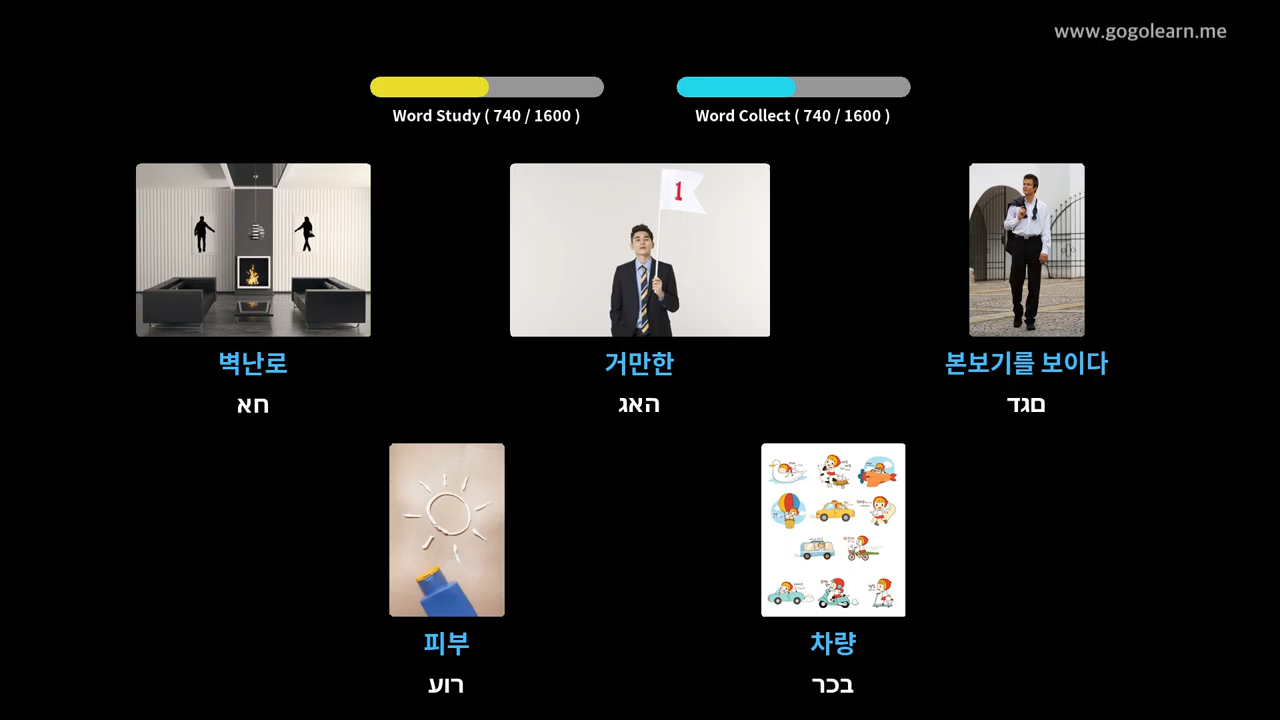 www.gogolearn.me
Word Study ( 740 / 1600 )
Word Collect ( 740 / 1600 )
1
벽난로
거만한
본보기를 보이다
חא
האג
םגד
피부
차량
רוע
בכר